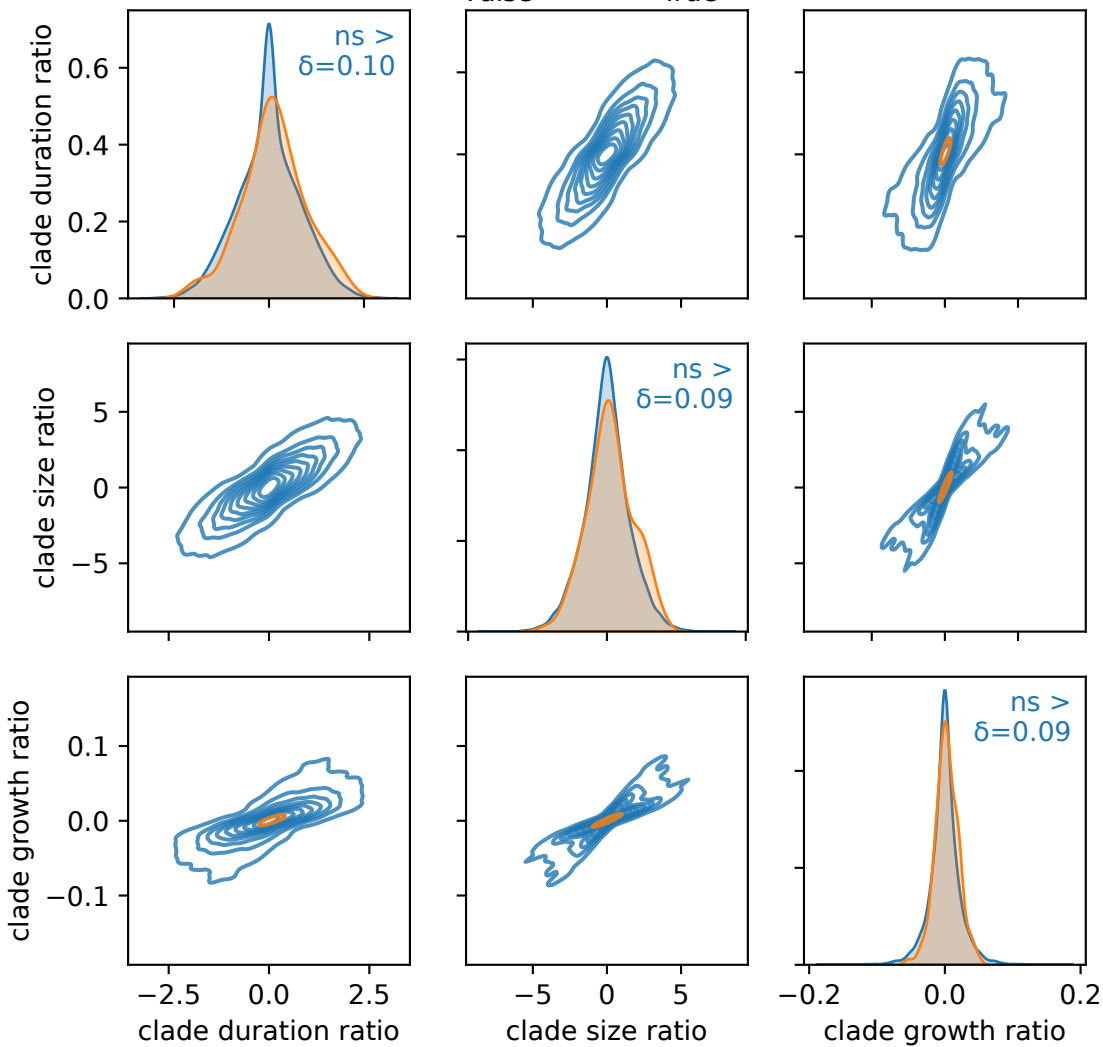 clade duration ratio
0.6
0.4
0.2
0.0
ns >
δ=0.10
clade size ratio
5
0
−5
ns >
δ=0.09
clade growth ratio
0.1
0.0
−0.1
ns >
δ=0.09
−2.5 0.0 2.5
−5 0 5
−0.2 0.0 0.2
clade duration ratio
clade size ratio
clade growth ratio